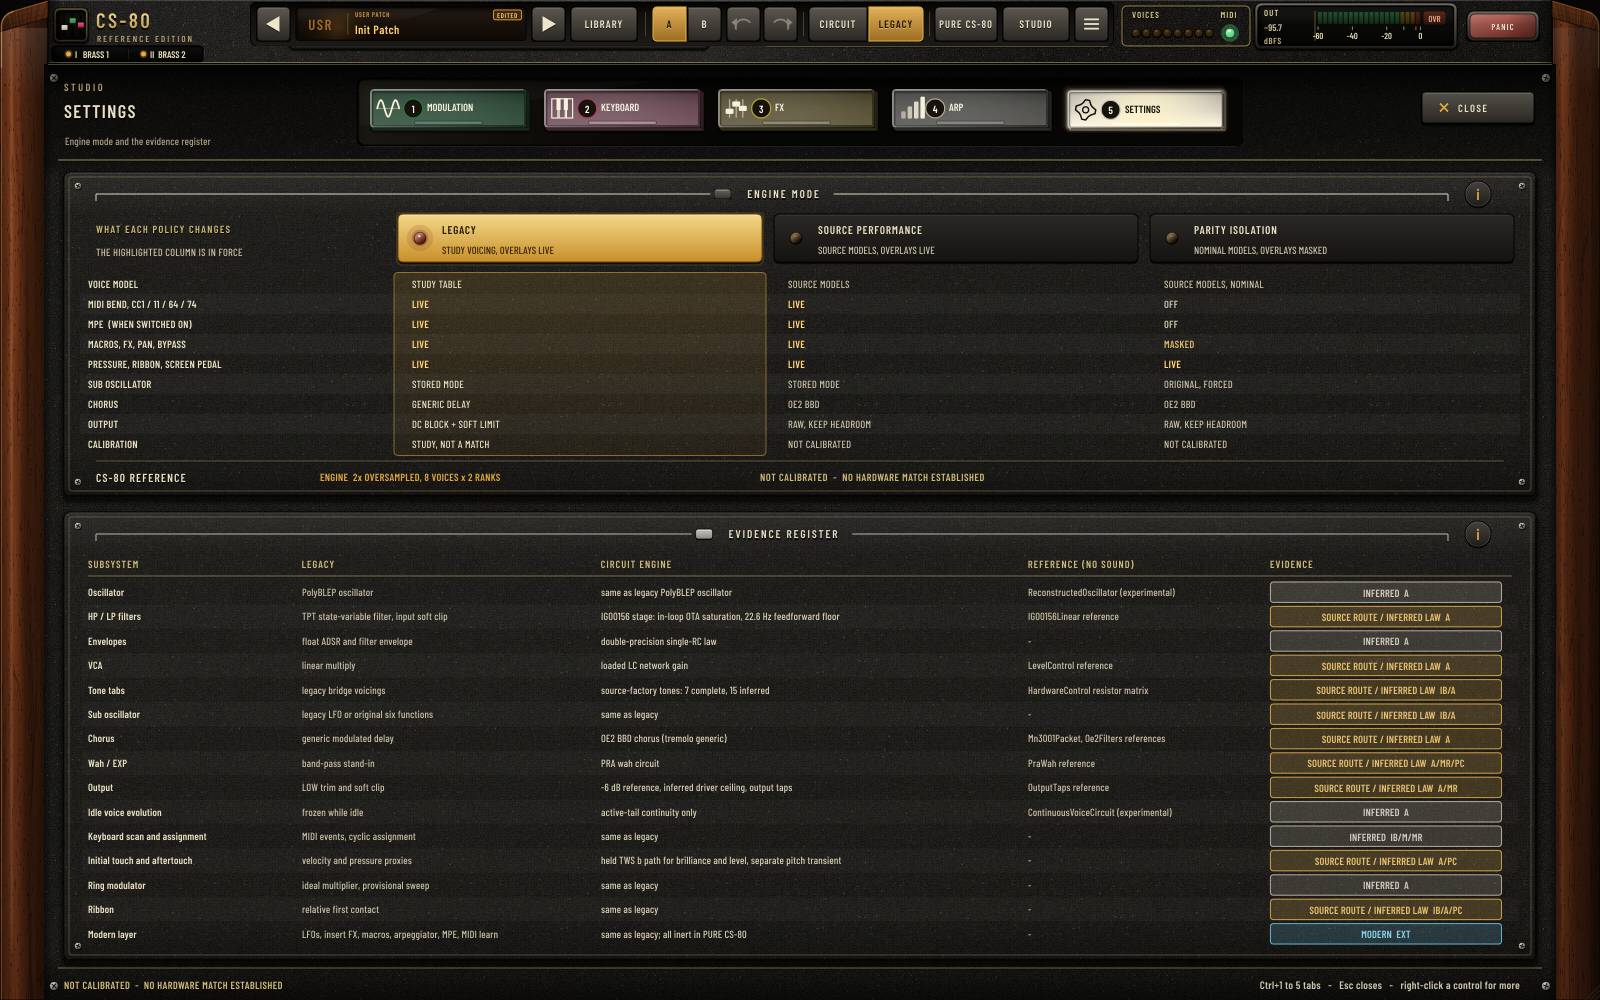 CS-80
REFERENCE EDITION
I BRASS 1 II BRASS 2
USR
USER PATCH
Init Patch
EDITED
LIBRARY
A B
CIRCUIT LEGACY PURE CS-80 STUDIO
VOICES MIDI
OUT
-95.7
dBFS
-60 -40 -20 0
OVR
PANIC
STUDIO
SETTINGS
Engine mode and the evidence register
1 MODULATION
2 KEYBOARD
3 FX
4 ARP
5 SETTINGS
CLOSE
ENGINE MODE
i
WHAT EACH POLICY CHANGES
THE HIGHLIGHTED COLUMN IS IN FORCE
LEGACY
STUDY VOICING, OVERLAYS LIVE
SOURCE PERFORMANCE
SOURCE MODELS, OVERLAYS LIVE
PARITY ISOLATION
NOMINAL MODELS, OVERLAYS MASKED
VOICE MODEL STUDY TABLE SOURCE MODELS SOURCE MODELS, NOMINAL
MIDI BEND, CC1 / 11 / 64 / 74 LIVE LIVE OFF
MPE (WHEN SWITCHED ON) LIVE LIVE OFF
MACROS, FX, PAN, BYPASS LIVE LIVE MASKED
PRESSURE, RIBBON, SCREEN PEDAL LIVE LIVE LIVE
SUB OSCILLATOR STORED MODE STORED MODE ORIGINAL, FORCED
CHORUS GENERIC DELAY OE2 BBD OE2 BBD
OUTPUT DC BLOCK + SOFT LIMIT RAW, KEEP HEADROOM RAW, KEEP HEADROOM
CALIBRATION STUDY, NOT A MATCH NOT CALIBRATED NOT CALIBRATED
CS-80 REFERENCE ENGINE 2x OVERSAMPLED, 8 VOICES x 2 RANKS NOT CALIBRATED - NO HARDWARE MATCH ESTABLISHED
EVIDENCE REGISTER
i
SUBSYSTEM LEGACY CIRCUIT ENGINE REFERENCE (NO SOUND) EVIDENCE
Oscillator PolyBLEP oscillator same as legacy PolyBLEP oscillator ReconstructedOscillator (experimental) INFERRED A
HP / LP filters TPT state-variable filter, input soft clip IG00156 stage: in-loop OTA saturation, 22.6 Hz feedforward floor IG00156Linear reference SOURCE ROUTE / INFERRED LAW A
Envelopes float ADSR and filter envelope double-precision single-RC law - INFERRED A
VCA linear multiply loaded LC network gain LevelControl reference SOURCE ROUTE / INFERRED LAW A
Tone tabs legacy bridge voicings source-factory tones: 7 complete, 15 inferred HardwareControl resistor matrix SOURCE ROUTE / INFERRED LAW IB/A
Sub oscillator legacy LFO or original six functions same as legacy - SOURCE ROUTE / INFERRED LAW IB/A
Chorus generic modulated delay OE2 BBD chorus (tremolo generic) Mn3001Packet, Oe2Filters references SOURCE ROUTE / INFERRED LAW A
Wah / EXP band-pass stand-in PRA wah circuit PraWah reference SOURCE ROUTE / INFERRED LAW A/MR/PC
Output LOW trim and soft clip -6 dB reference, inferred driver ceiling, output taps OutputTaps reference SOURCE ROUTE / INFERRED LAW A/MR
Idle voice evolution frozen while idle active-tail continuity only ContinuousVoiceCircuit (experimental) INFERRED A
Keyboard scan and assignment MIDI events, cyclic assignment same as legacy - INFERRED IB/M/MR
Initial touch and aftertouch velocity and pressure proxies held TWS b path for brilliance and level, separate pitch transient - SOURCE ROUTE / INFERRED LAW A/PC
Ring modulator ideal multiplier, provisional sweep same as legacy - INFERRED A
Ribbon relative first contact same as legacy - SOURCE ROUTE / INFERRED LAW IB/A/PC
Modern layer LFOs, insert FX, macros, arpeggiator, MPE, MIDI learn same as legacy; all inert in PURE CS-80 - MODERN EXT
NOT CALIBRATED - NO HARDWARE MATCH ESTABLISHED
Ctrl+1 to 5 tabs - Esc closes - right-click a control for more